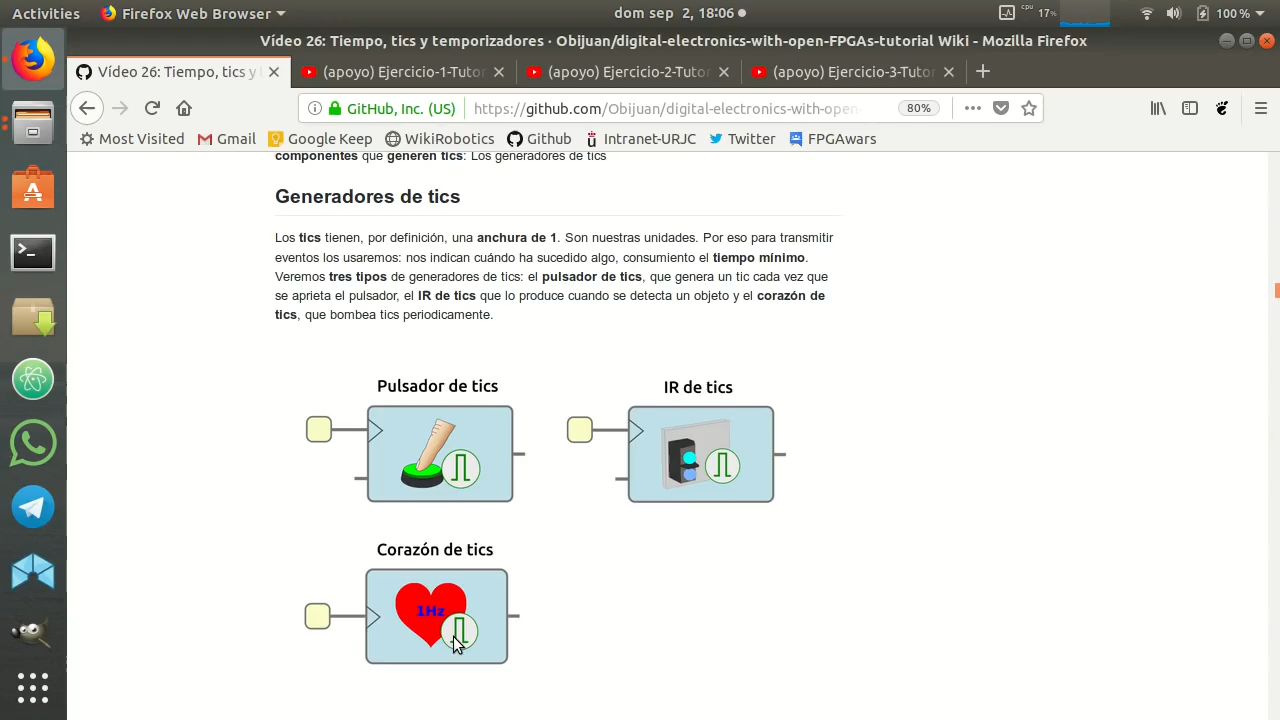 Activities
Firefox Web Browser
dom sep 2, 18:06
cpu
17%
100 %
Vídeo 26: Tiempo, tics y temporizadores · Obijuan/digital-electronics-with-open-FPGAs-tutorial Wiki - Mozilla Firefox
Vídeo 26: Tiempo, tics y t
(apoyo) Ejercicio-1-Tutor
(apoyo) Ejercicio-2-Tutor
(apoyo) Ejercicio-3-Tutor
GitHub, Inc. (US)
https://github.com/Obijuan/digital-electronics-with-open-
80%
Most Visited
Gmail
Google Keep
WikiRobotics
Github
Intranet-URJC
Twitter
FPGAwars
componentes que generen tics: Los generadores de tics
Generadores de tics
Los tics tienen, por definición, una anchura de 1. Son nuestras unidades. Por eso para transmitir
eventos los usaremos: nos indican cuándo ha sucedido algo, consumiento el tiempo mínimo.
Veremos tres tipos de generadores de tics: el pulsador de tics, que genera un tic cada vez que
se aprieta el pulsador, el IR de tics que lo produce cuando se detecta un objeto y el corazón de
tics, que bombea tics periodicamente.
Pulsador de tics
IR de tics
Corazón de tics
1Hz